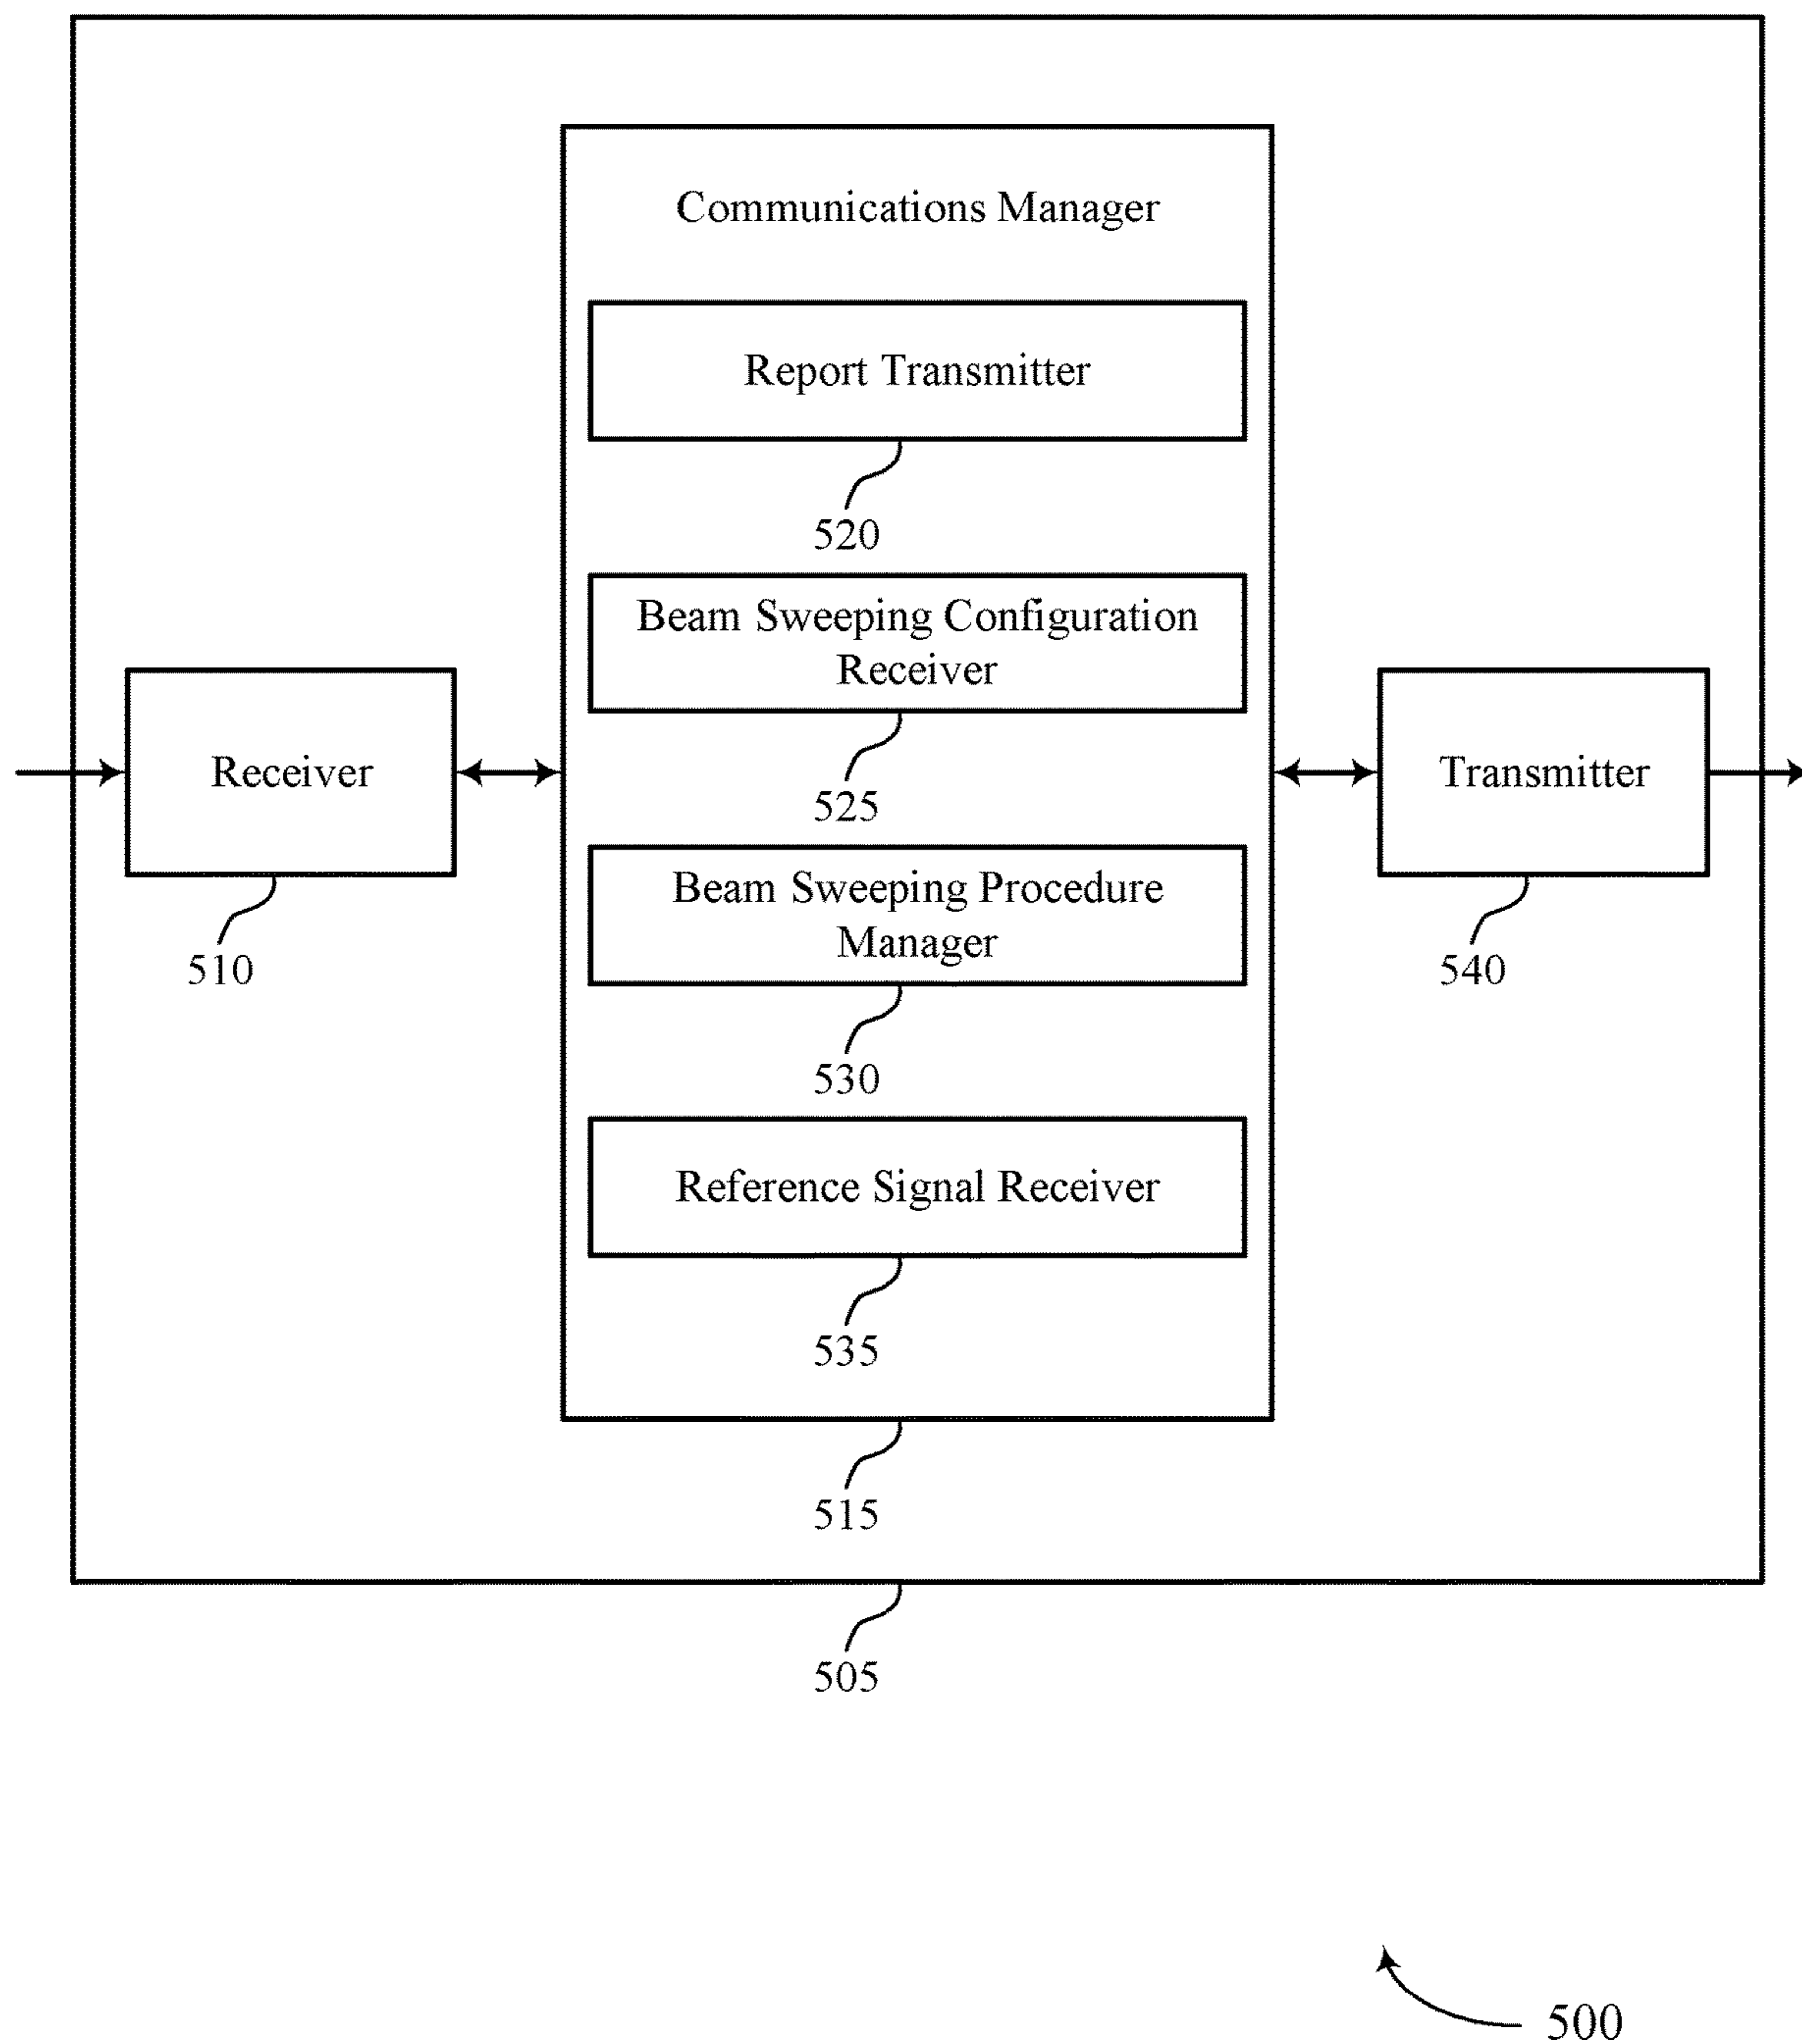 Communications Manager
Report Transmitter
520
Beam Sweeping Configuration
Receiver
525
Receiver
510
Transmitter
540
Beam Sweeping Procedure
Manager
530
Reference Signal Receiver
535
515
505
500